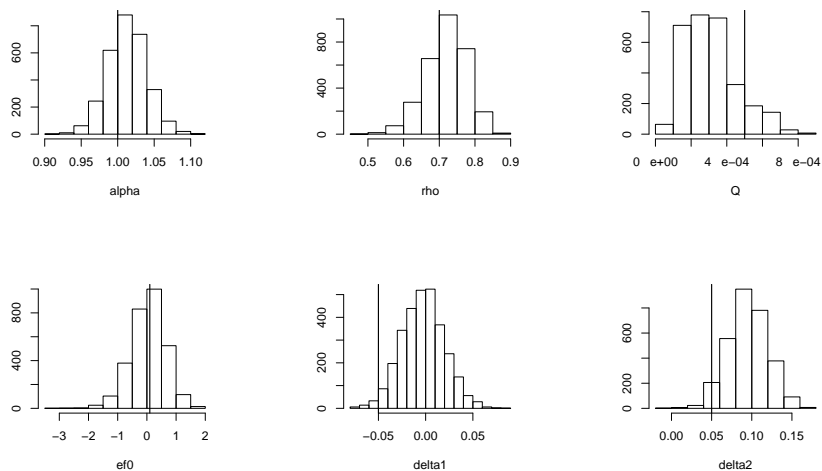 0 200 600
0.90 0.95 1.00 1.05 1.10
alpha
0 400 800
0.5 0.6 0.7 0.8 0.9
rho
0 200 600
0 e+00 4 e−04 8 e−04
Q
0 400 800
−3 −2 −1 0 1 2
ef0
0 200 400
−0.05 0.00 0.05
delta1
0 200 600
0.00 0.05 0.10 0.15
delta2